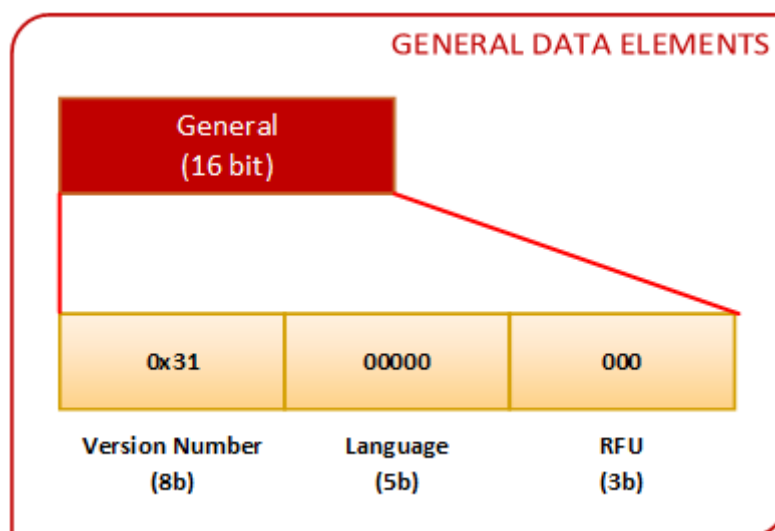 GENERAL DATA ELEMENTS
General
(16 bit)
0x31
00000
000
Version Number
(8b)
Language
(5b)
RFU
(3b)